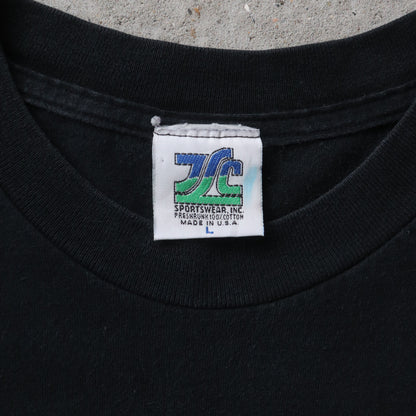 JSC
SPORTSWEAR, INC.
PRESHRUNK 100% COTTON
MADE IN U.S.A
L